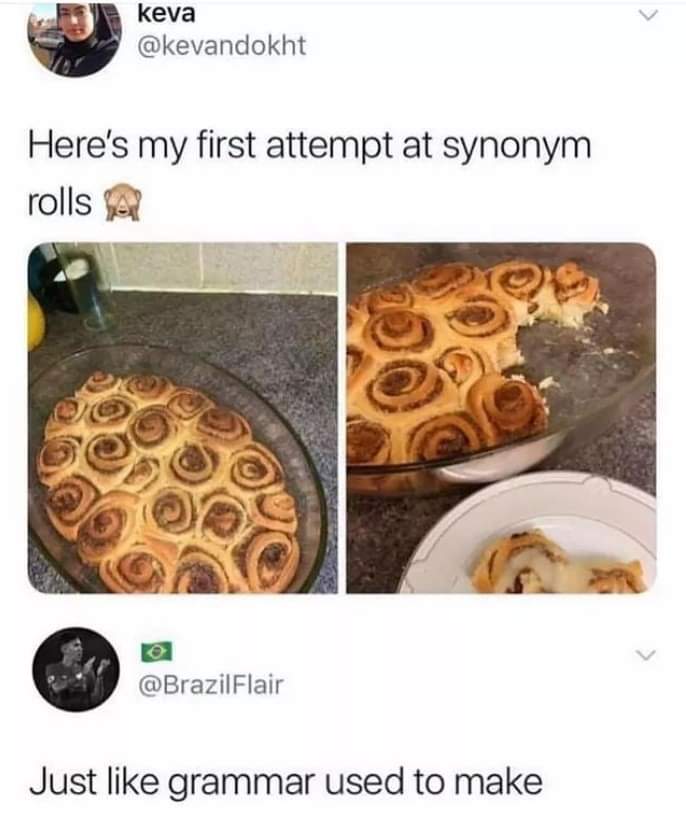 keva
@kevandokht
Here's my first attempt at synonym
rolls 🙈
🇧🇷
@BrazilFlair
Just like grammar used to make